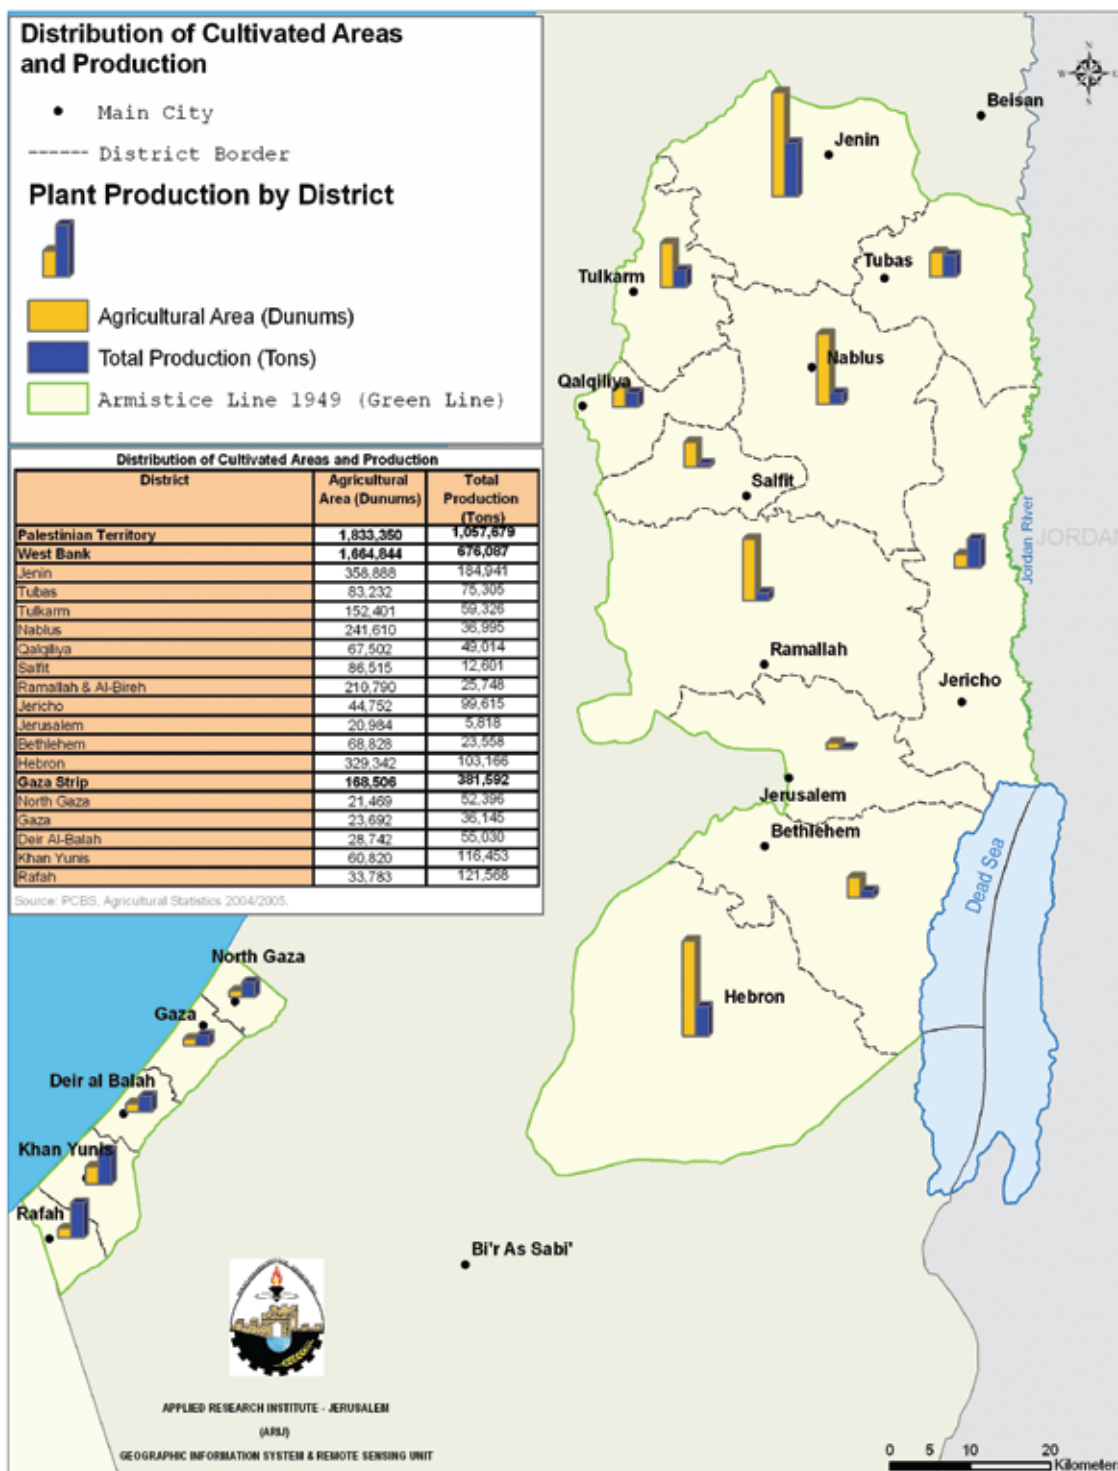 Distribution of Cultivated Areas
and Production
Main City
District Border
Plant Production by District
Agricultural Area (Dunums)
Total Production (Tons)
Armistice Line 1949 (Green Line)
Distribution of Cultivated Areas and Production
District Agricultural Area (Dunums) Total Production (Tons)
Palestinian Territory 1,833,350 1,057,679
West Bank 1,664,844 676,087
Jenin 358,888 184,941
Tubas 83,232 75,305
Tulkarm 152,401 59,326
Nablus 241,610 36,995
Qalqiliya 67,502 49,014
Salfit 86,515 12,601
Ramallah & Al-Bireh 210,790 25,748
Jericho 44,752 99,615
Jerusalem 20,984 5,818
Bethlehem 68,828 23,558
Hebron 329,342 103,166
Gaza Strip 168,506 381,592
North Gaza 21,469 52,396
Gaza 23,692 36,145
Deir Al-Balah 28,742 55,030
Khan Yunis 60,820 116,453
Rafah 33,783 121,568
Source: PCBS, Agricultural Statistics 2004/2005.
N
W
S
Beisan
Jenin
Tubas
Tulkarm
Nablus
Qalqiliya
Salfit
Jordan River
JORDAN
Ramallah
Jericho
Jerusalem
Bethlehem
Dead Sea
Hebron
North Gaza
Gaza
Deir al Balah
Khan Yunis
Rafah
Bi'r As Sabi'
APPLIED RESEARCH INSTITUTE - JERUSALEM
(ARIJ)
GEOGRAPHIC INFORMATION SYSTEM & REMOTE SENSING UNIT
0 5 10 20
Kilometer